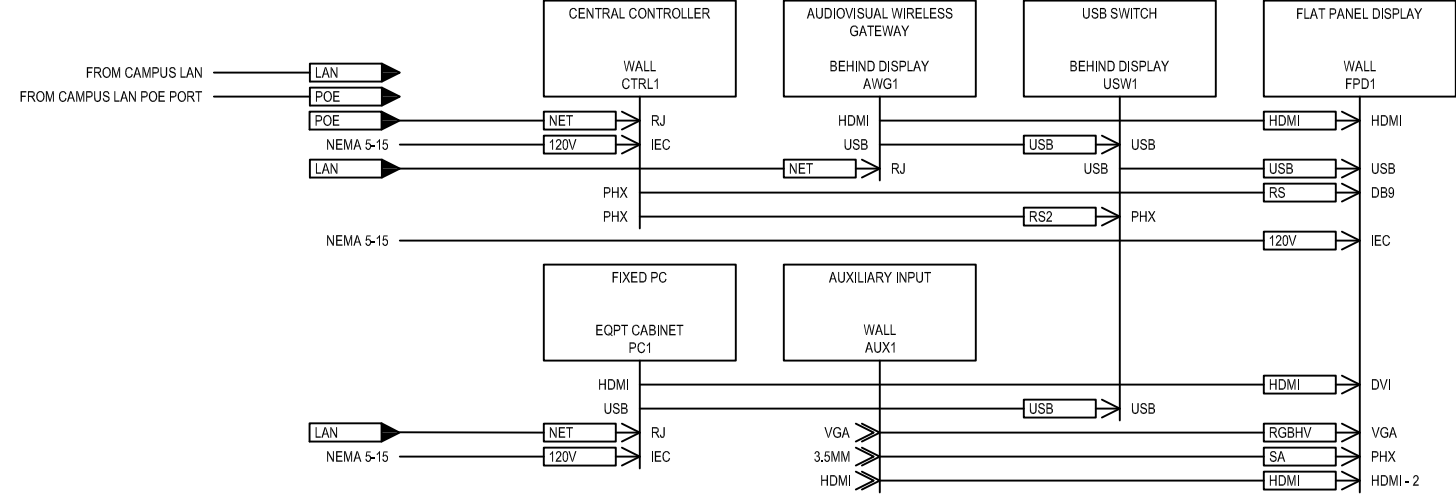 CENTRAL CONTROLLER
WALL
CTRL1
AUDIOVISUAL WIRELESS
GATEWAY
BEHIND DISPLAY
AWG1
USB SWITCH
BEHIND DISPLAY
USW1
FLAT PANEL DISPLAY
WALL
FPD1
FROM CAMPUS LAN LAN
FROM CAMPUS LAN POE PORT POE
POE NET RJ HDMI HDMI HDMI
NEMA 5-15 120V IEC USB USB USB
LAN NET RJ USB USB USB
PHX RS DB9
PHX RS2 PHX
NEMA 5-15 120V IEC
FIXED PC
EQPT CABINET
PC1
AUXILIARY INPUT
WALL
AUX1
HDMI HDMI DVI
USB USB USB
LAN NET RJ VGA RGBHV VGA
NEMA 5-15 120V IEC 3.5MM SA PHX
HDMI HDMI HDMI - 2